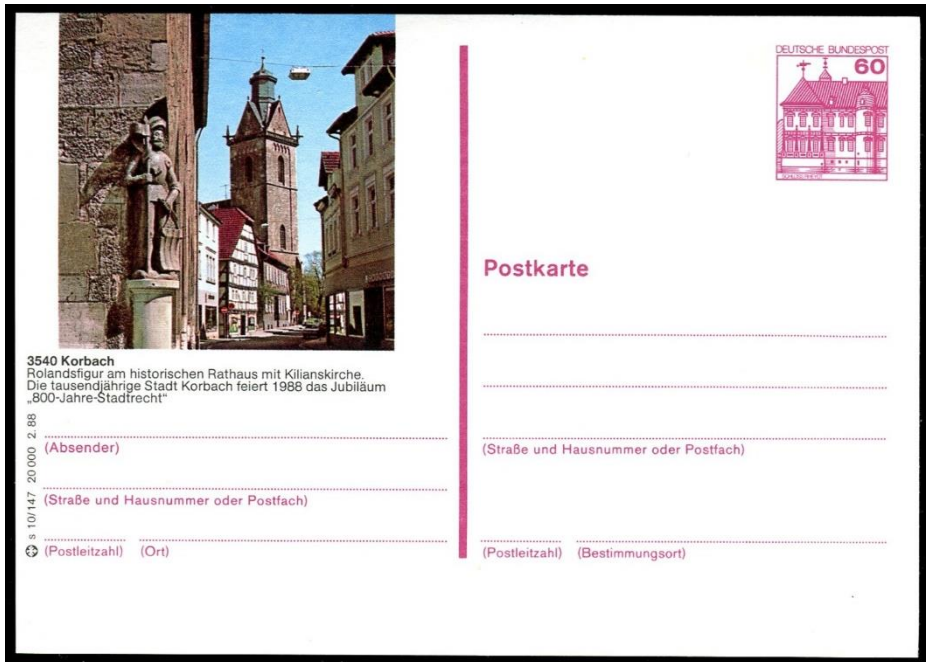 3540 Korbach
Rolandsfigur am historischen Rathaus mit Kilianskirche.
Die tausendjährige Stadt Korbach feiert 1988 das Jubiläum
„800-Jahre-Stadtrecht“
s 10/147 20 000 2. 88
(Absender)
(Straße und Hausnummer oder Postfach)
(Postleitzahl) (Ort)
DEUTSCHE BUNDESPOST
60
Postkarte
(Straße und Hausnummer oder Postfach)
(Postleitzahl) (Bestimmungsort)